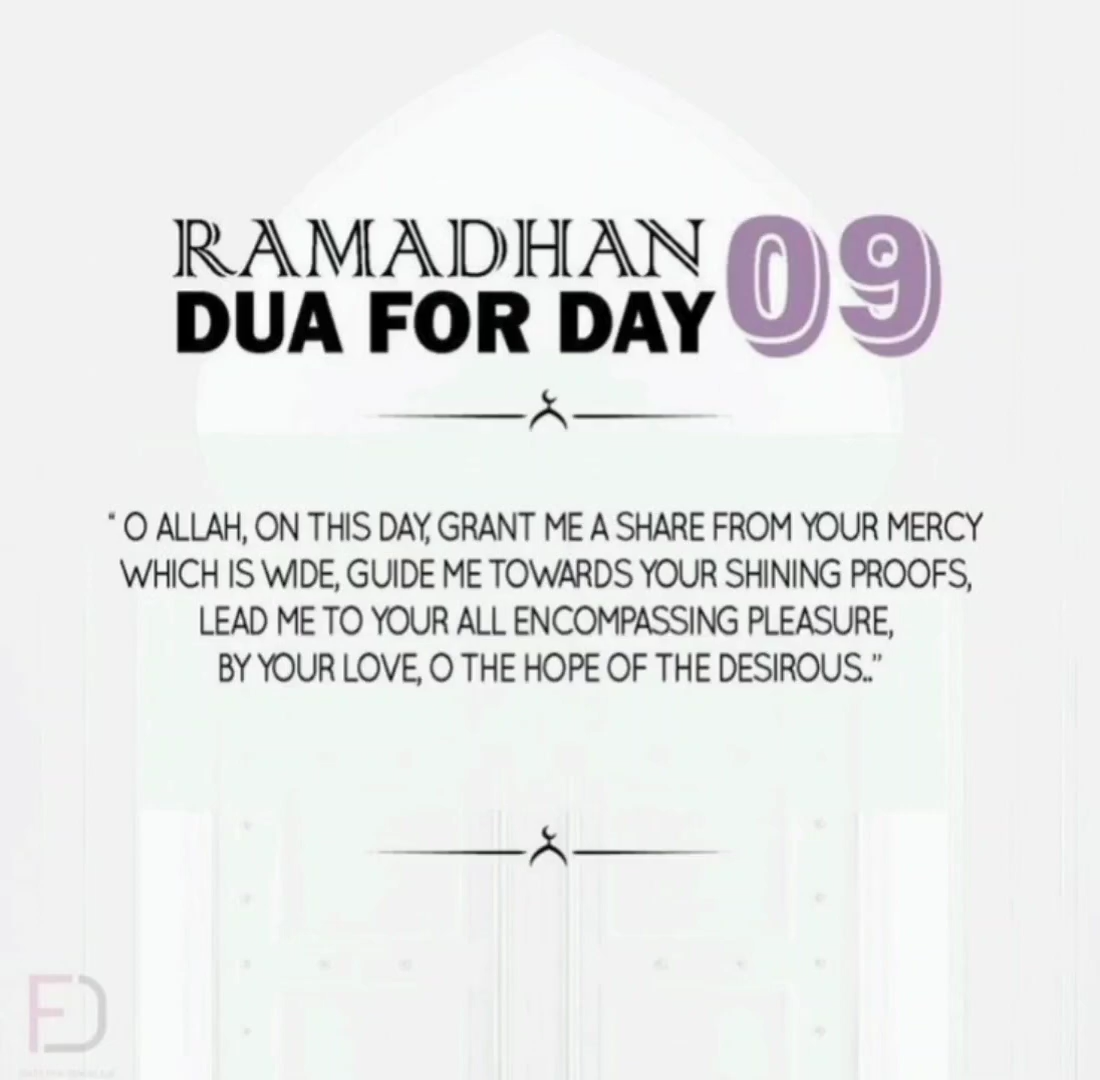 RAMADHAN
DUA FOR DAY 09
“ O ALLAH, ON THIS DAY, GRANT ME A SHARE FROM YOUR MERCY
WHICH IS WIDE, GUIDE ME TOWARDS YOUR SHINING PROOFS,
LEAD ME TO YOUR ALL ENCOMPASSING PLEASURE,
BY YOUR LOVE, O THE HOPE OF THE DESIROUS..”
FD